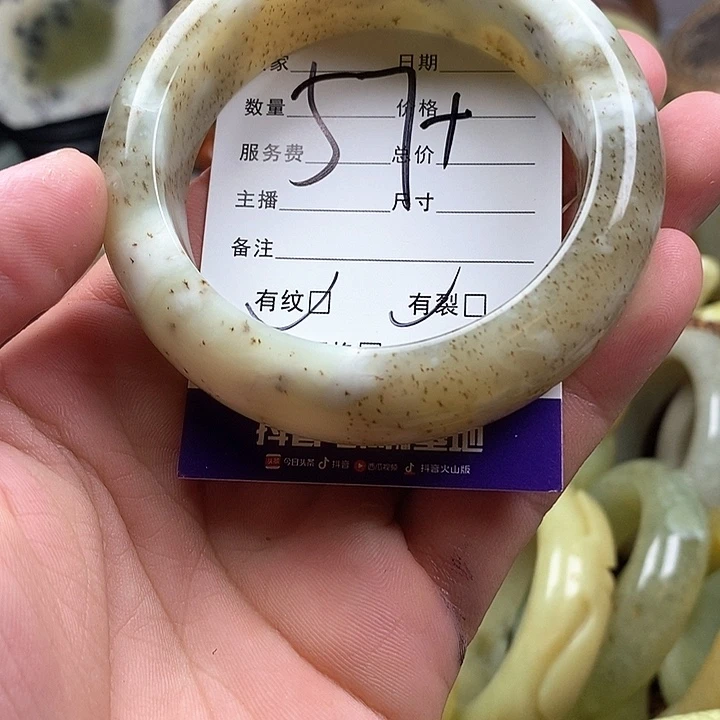 家 日期
数量 价格
57+
服务费 总价
主播 尺寸
备注
有纹 有裂
今日头条 抖音 西瓜视频 抖音火山版